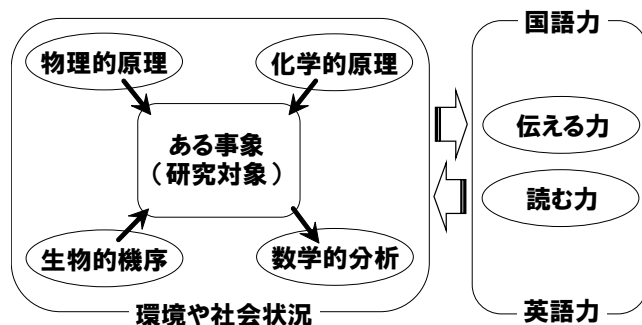 国語力
物理的原理
化学的原理
ある事象
（研究対象）
伝える力
読む力
生物的機序
数学的分析
環境や社会状況
英語力